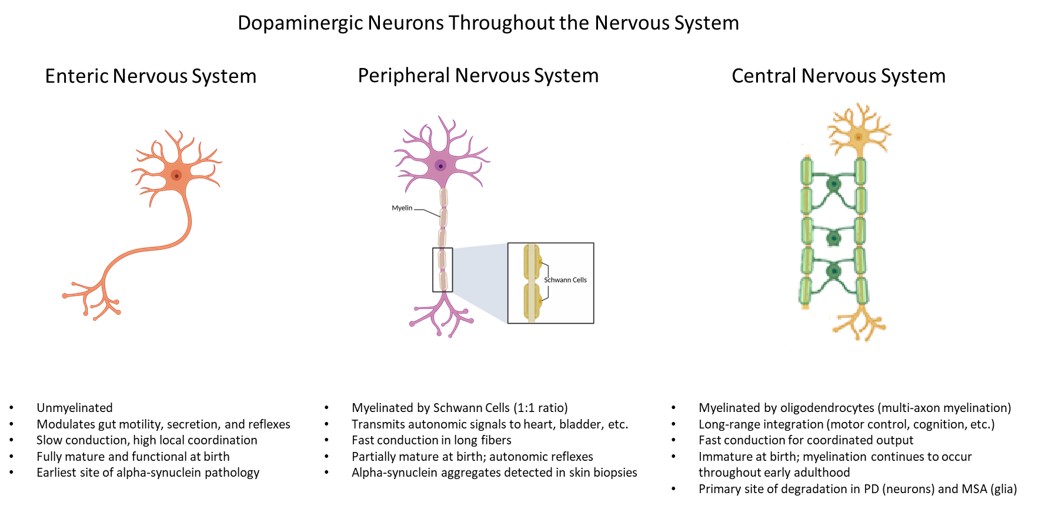 Dopaminergic Neurons Throughout the Nervous System
Enteric Nervous System
Peripheral Nervous System
Central Nervous System
Myelin
Schwann Cells
• Unmyelinated
• Modulates gut motility, secretion, and reflexes
• Slow conduction, high local coordination
• Fully mature and functional at birth
• Earliest site of alpha-synuclein pathology
• Myelinated by Schwann Cells (1:1 ratio)
• Transmits autonomic signals to heart, bladder, etc.
• Fast conduction in long fibers
• Partially mature at birth; autonomic reflexes
• Alpha-synuclein aggregates detected in skin biopsies
• Myelinated by oligodendrocytes (multi-axon myelination)
• Long-range integration (motor control, cognition, etc.)
• Fast conduction for coordinated output
• Immature at birth; myelination continues to occur
throughout early adulthood
• Primary site of degradation in PD (neurons) and MSA (glia)